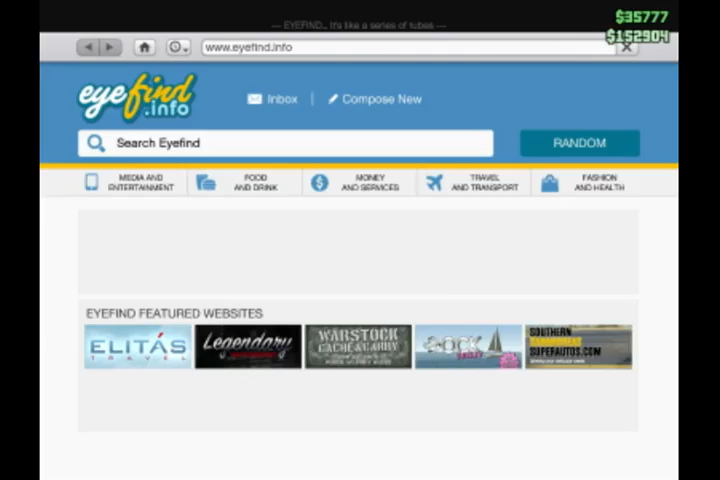 — EYEFIND... It's like a series of tubes —
$35777
$152904
www.eyefind.info
X
eyefind
.info
Inbox
Compose New
Search Eyefind
RANDOM
MEDIA AND
ENTERTAINMENT
FOOD
AND DRINK
MONEY
AND SERVICES
TRAVEL
AND TRANSPORT
FASHION
AND HEALTH
EYEFIND FEATURED WEBSITES
ELITÁS
TRAVEL
Legendary
WARSTOCK
CACHE & CARRY
DOCK
SOUTHERN
SUPERAUTOS.COM